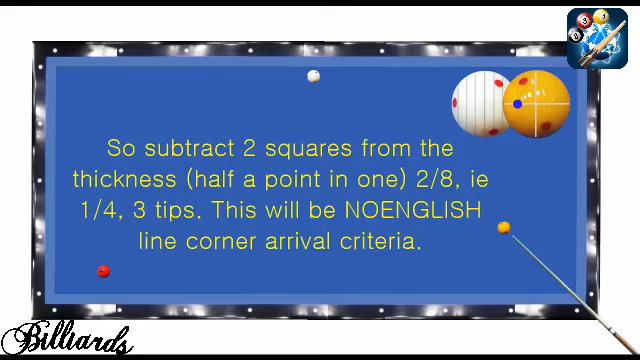 So subtract 2 squares from the
thickness (half a point in one) 2/8, ie
1/4, 3 tips. This will be NOENGLISH
line corner arrival criteria.
Billiards